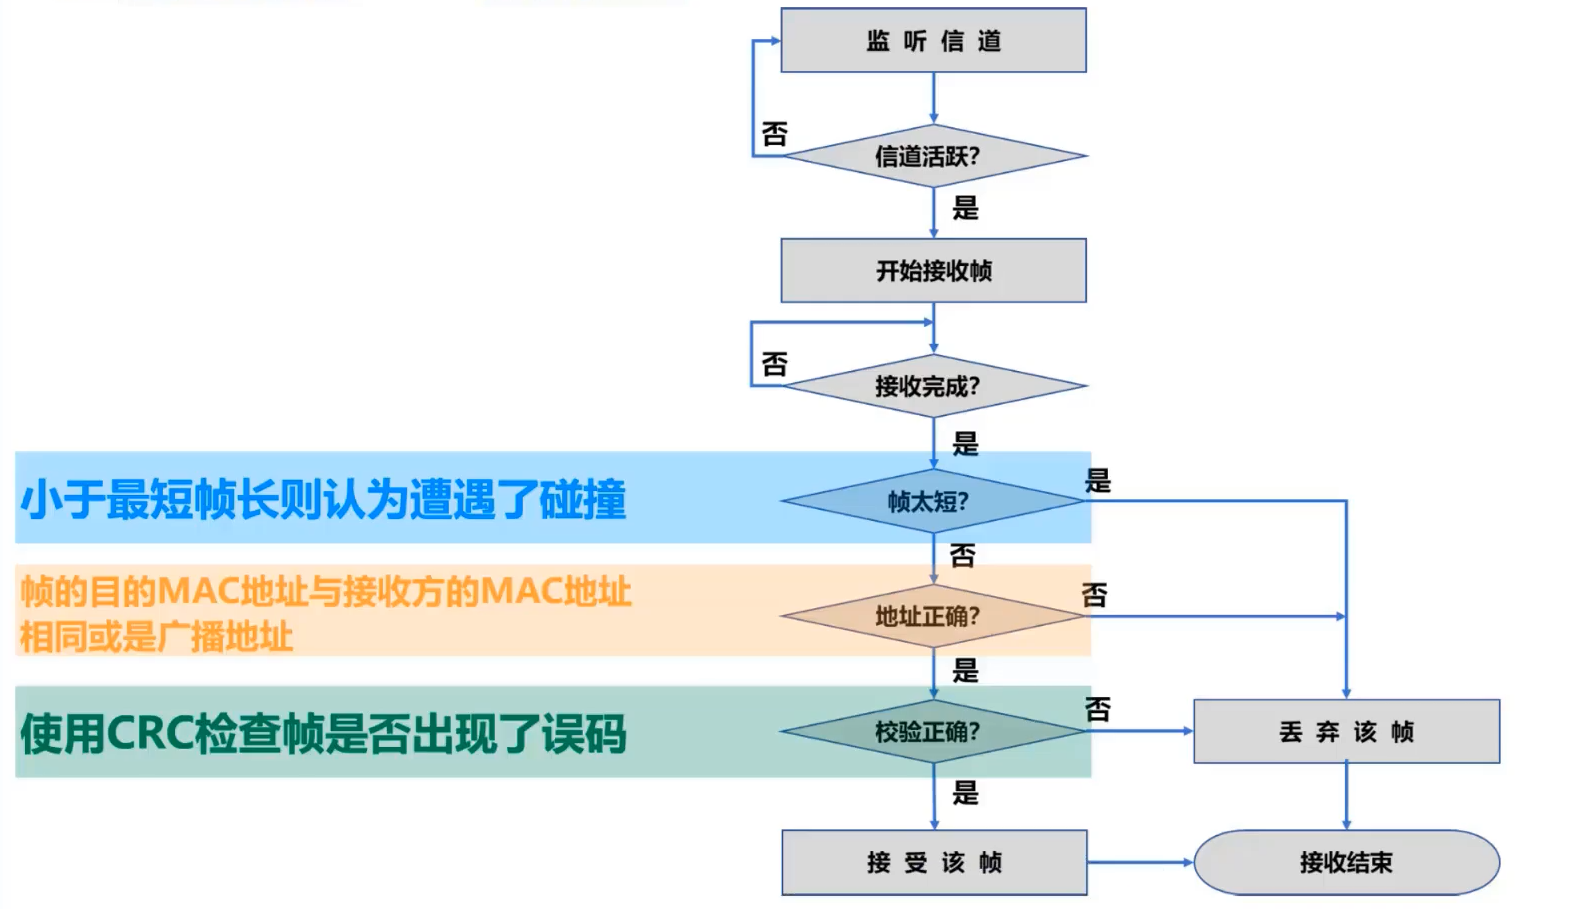 监 听 信 道
否
信道活跃?
是
开始接收帧
否
接收完成?
是
小于最短帧长则认为遭遇了碰撞
帧太短?
是
否
帧的目的MAC地址与接收方的MAC地址
相同或是广播地址
地址正确?
否
是
使用CRC检查帧是否出现了误码
校验正确?
否
丢 弃 该 帧
是
接 受 该 帧
接收结束